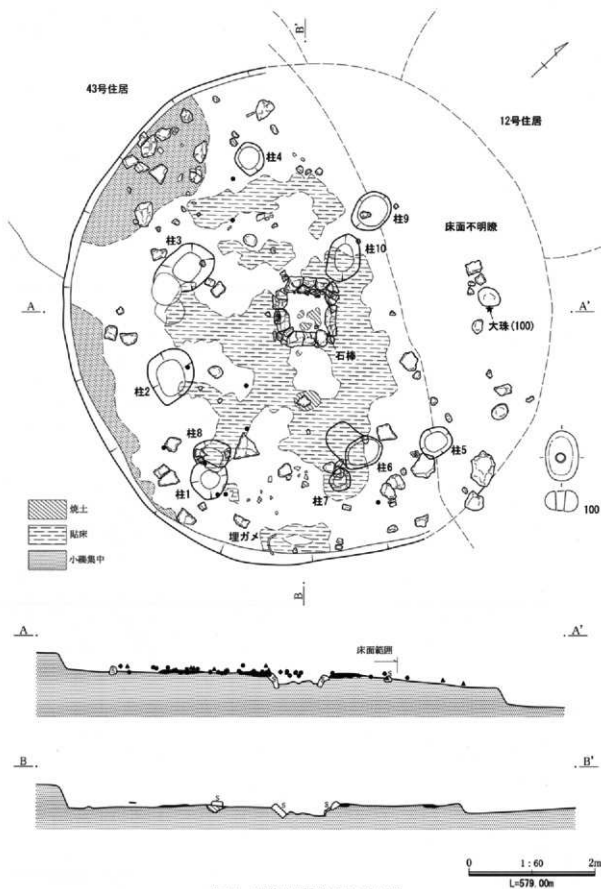 B'
43号住居
12号住居
柱4
柱9
床面不明瞭
柱3
柱10
A
A'
大珠(100)
石棒
柱2
柱8
柱5
柱6
柱1
柱7
100
焼土
貼床
小礫集中
埋ガメ
B
A
床面範囲
A'
S
B
S
S
S
B'
0 1:60 2m
L=579.00m